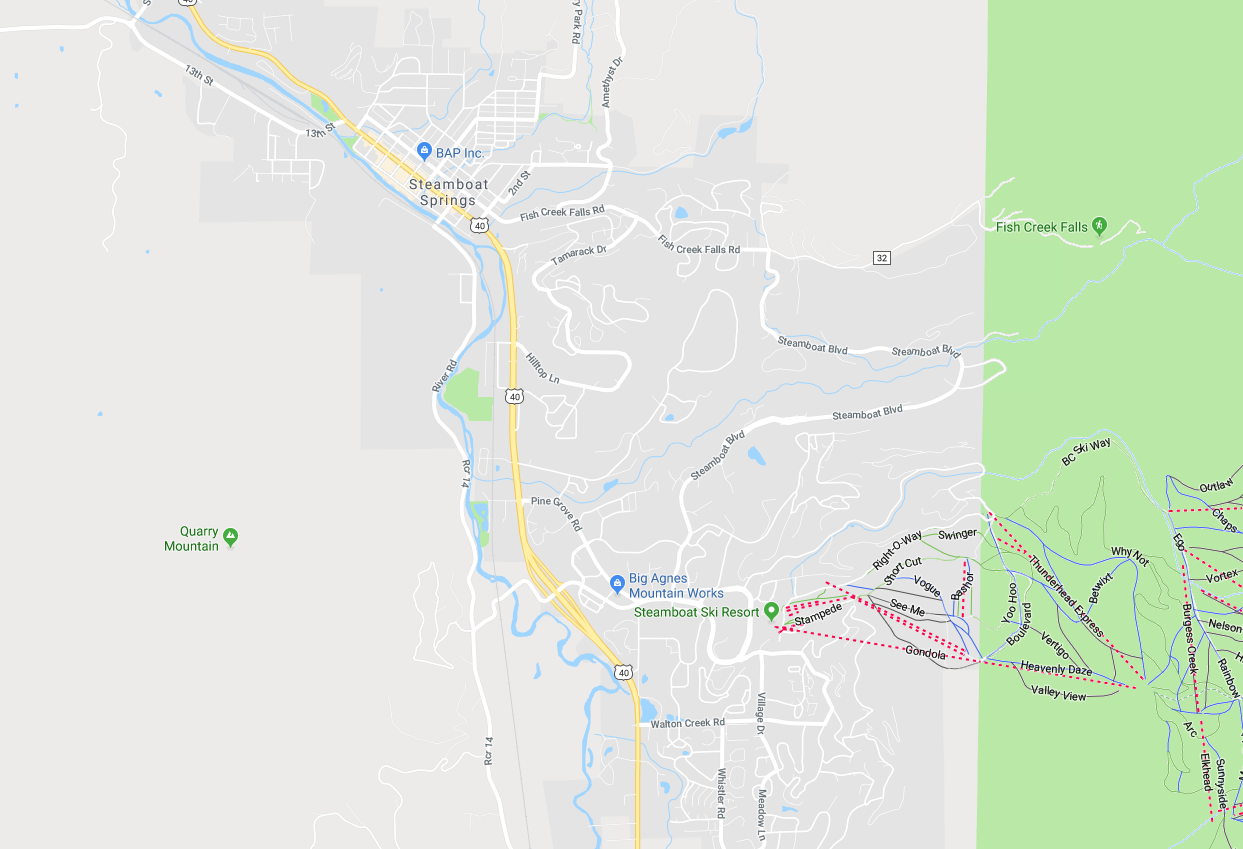 40
ry Park Rd
Amethyst Dr
13th St
13th St
BAP Inc.
Steamboat
Springs
2nd St
40
Fish Creek Falls Rd
Fish Creek Falls Rd
Fish Creek Falls
Tamarack Dr
32
Steamboat Blvd
Steamboat Blvd
Hilltop Ln
River Rd
40
Steamboat Blvd
Steamboat Blvd
BC Ski Way
Rcr 14
Outlaw
Pine Grove Rd
Chaps
Quarry
Mountain
Right-O-Way
Swinger
Ego
Why Not
Short Cut
Thunderhead Express
Vortex
Big Agnes
Mountain Works
Vogue
Bashor
BetWixt
Yoo Hoo
See Me
Steamboat Ski Resort
Stampede
Boulevard
Burgess Creek
Nelson
Vertigo
Gondola
Heavenly Daze
Rainbow
H
40
Valley View
Village Dr
Walton Creek Rd
Arc
Rcr 14
Elkhead
Sunnyside
Whistler Rd
Meadow Ln